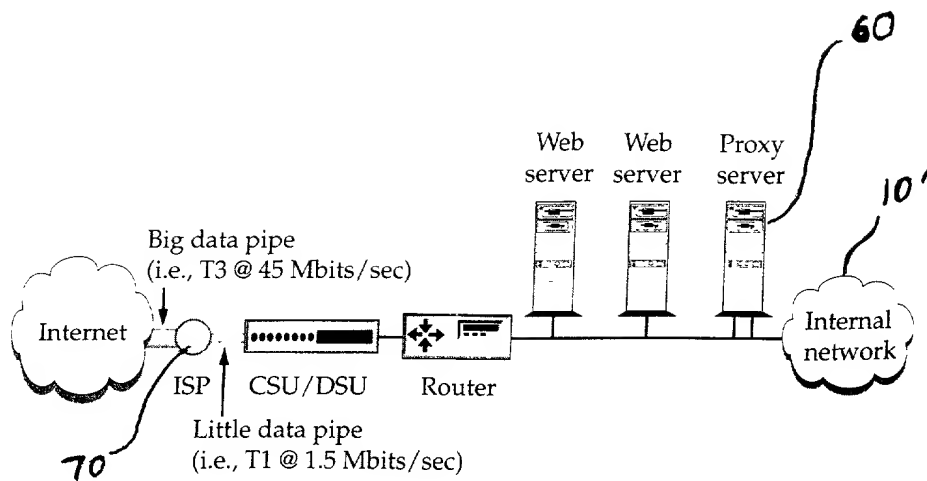 60
Web
server
Web
server
Proxy
server
10'
Big data pipe
(i.e., T3 @ 45 Mbits/sec)
Internet
Internal
network
ISP
CSU/DSU
Router
Little data pipe
(i.e., T1 @ 1.5 Mbits/sec)
70